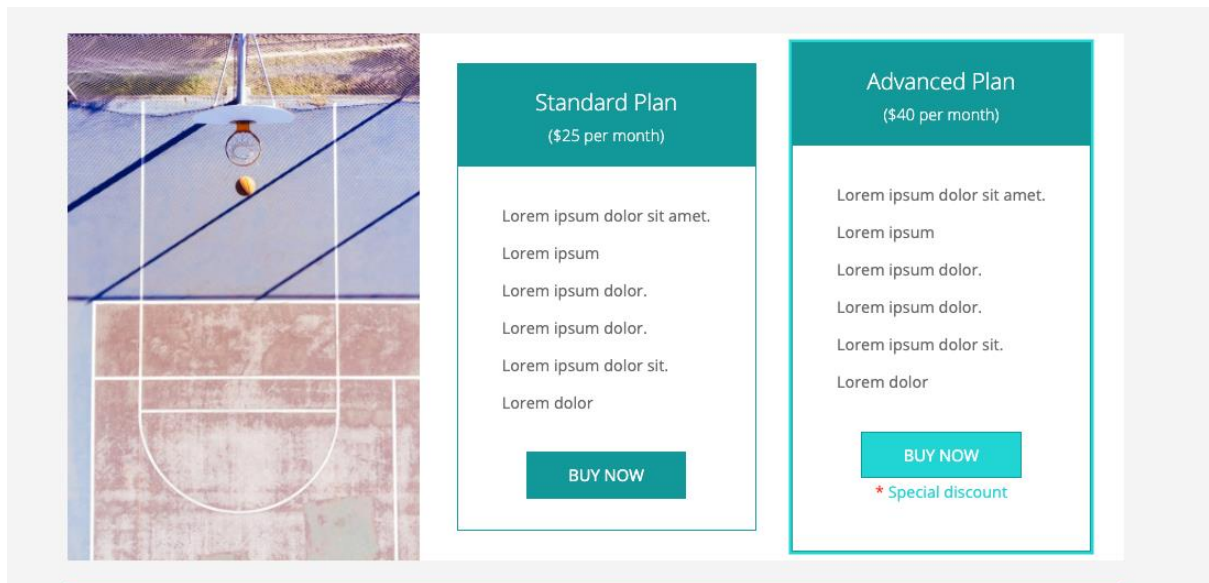 Standard Plan
($25 per month)
Lorem ipsum dolor sit amet.
Lorem ipsum
Lorem ipsum dolor.
Lorem ipsum dolor.
Lorem ipsum dolor sit.
Lorem dolor
BUY NOW
Advanced Plan
($40 per month)
Lorem ipsum dolor sit amet.
Lorem ipsum
Lorem ipsum dolor.
Lorem ipsum dolor.
Lorem ipsum dolor sit.
Lorem dolor
BUY NOW
* Special discount